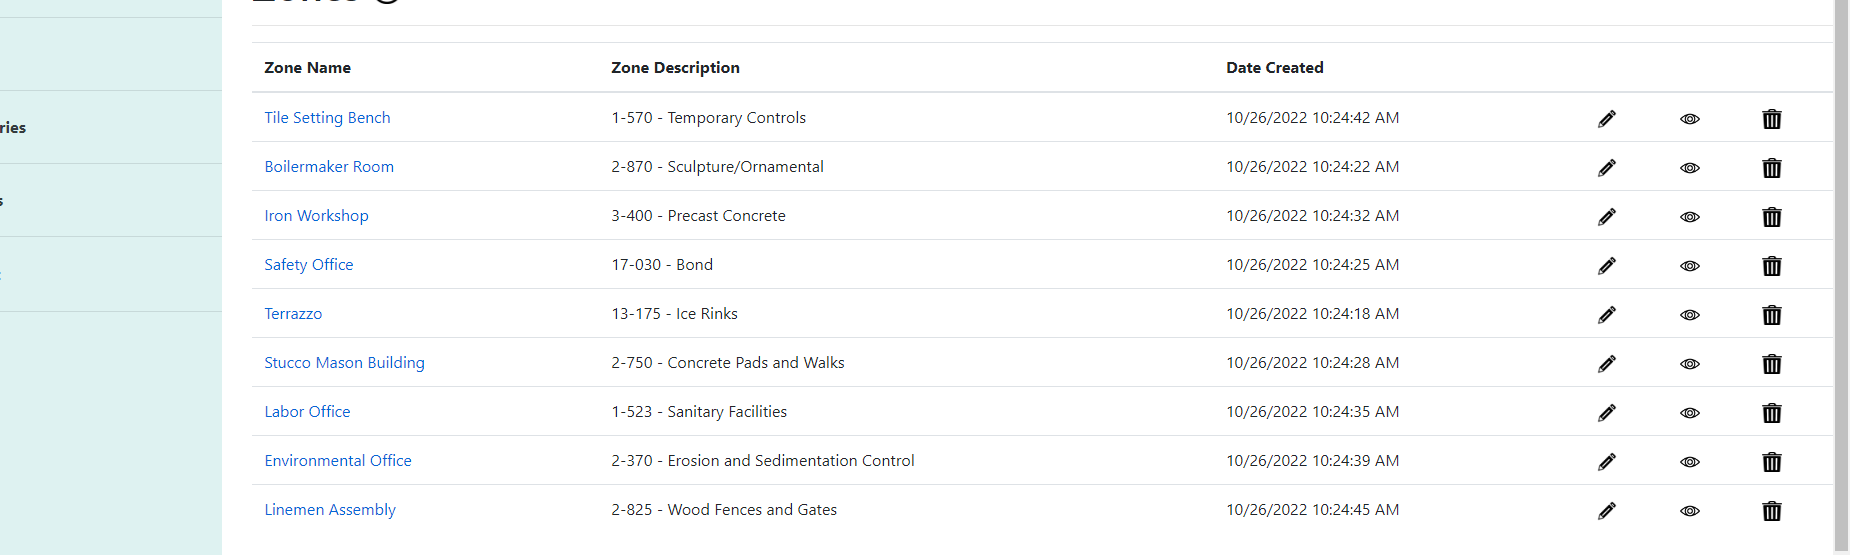 Zone Name Zone Description Date Created
Tile Setting Bench 1-570 - Temporary Controls 10/26/2022 10:24:42 AM
ries
Boilermaker Room 2-870 - Sculpture/Ornamental 10/26/2022 10:24:22 AM
s
Iron Workshop 3-400 - Precast Concrete 10/26/2022 10:24:32 AM
Safety Office 17-030 - Bond 10/26/2022 10:24:25 AM
Terrazzo 13-175 - Ice Rinks 10/26/2022 10:24:18 AM
Stucco Mason Building 2-750 - Concrete Pads and Walks 10/26/2022 10:24:28 AM
Labor Office 1-523 - Sanitary Facilities 10/26/2022 10:24:35 AM
Environmental Office 2-370 - Erosion and Sedimentation Control 10/26/2022 10:24:39 AM
Linemen Assembly 2-825 - Wood Fences and Gates 10/26/2022 10:24:45 AM